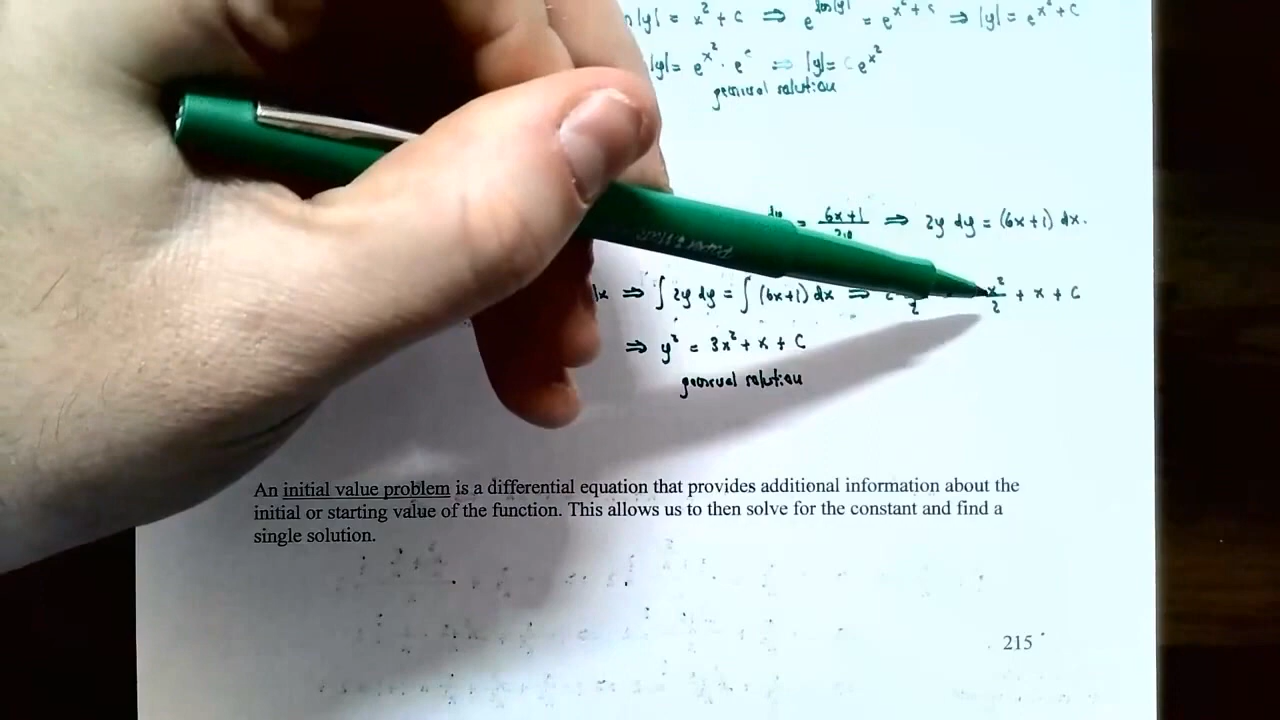 ln|y| = x² + c ⇒ e^ln|y| = e^x²+c ⇒ |y| = e^x²+c
|y| = e^x² · e^c ⇒ |y| = C e^x²
general solution
= 6x+1 ⇒ 2y dy = (6x+1) dx.
dx ⇒ ∫ 2y dy = ∫ (6x+1) dx ⇒ x²/2 + x + C
⇒ y² = 3x² + x + C
general solution
An initial value problem is a differential equation that provides additional information about the
initial or starting value of the function. This allows us to then solve for the constant and find a
single solution.
215